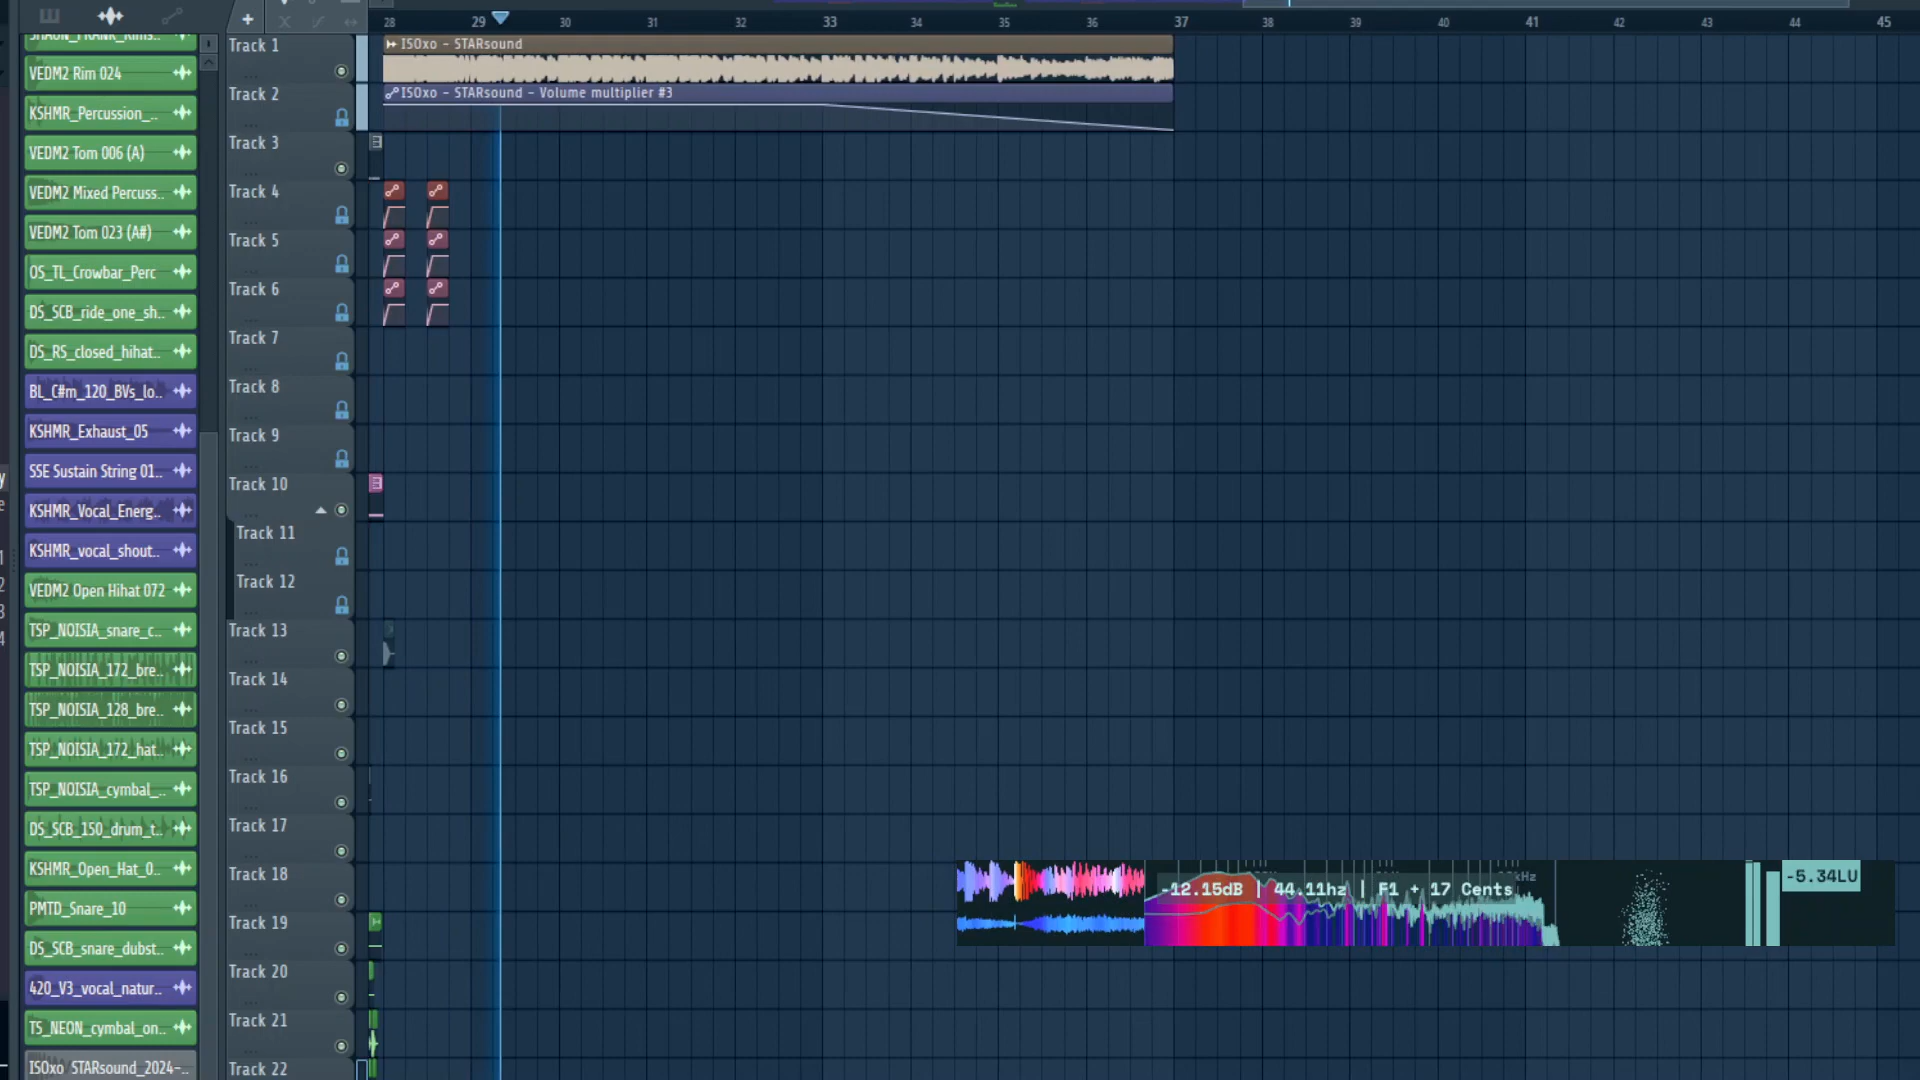 28 29 30 31 32 33 34 35 36 37 38 39 40 41 42 43 44 45
SHAUN_FRANK_Rims..
VEDM2 Rim 024
KSHMR_Percussion_..
VEDM2 Tom 006 (A)
VEDM2 Mixed Percuss..
VEDM2 Tom 023 (A#)
OS_TL_Crowbar_Perc
DS_SCB_ride_one_sh..
DS_RS_closed_hihat..
BL_C#m_120_BVs_lo..
KSHMR_Exhaust_05
SSE Sustain String 01..
KSHMR_Vocal_Energ..
KSHMR_vocal_shout..
VEDM2 Open Hihat 072
TSP_NOISIA_snare_c..
TSP_NOISIA_172_bre..
TSP_NOISIA_128_bre..
TSP_NOISIA_172_hat..
TSP_NOISIA_cymbal_..
DS_SCB_150_drum_t..
KSHMR_Open_Hat_0..
PMTD_Snare_10
DS_SCB_snare_dubst..
420_V3_vocal_natur..
TS_NEON_cymbal_on..
ISOxo STARsound_2024-..
Track 1
Track 2
Track 3
Track 4
Track 5
Track 6
Track 7
Track 8
Track 9
Track 10
Track 11
Track 12
Track 13
Track 14
Track 15
Track 16
Track 17
Track 18
Track 19
Track 20
Track 21
Track 22
ISOxo - STARsound
ISOxo - STARsound - Volume multiplier #3
-12.15dB | 44.11hz | F1 + 17 Cents
-5.34LU